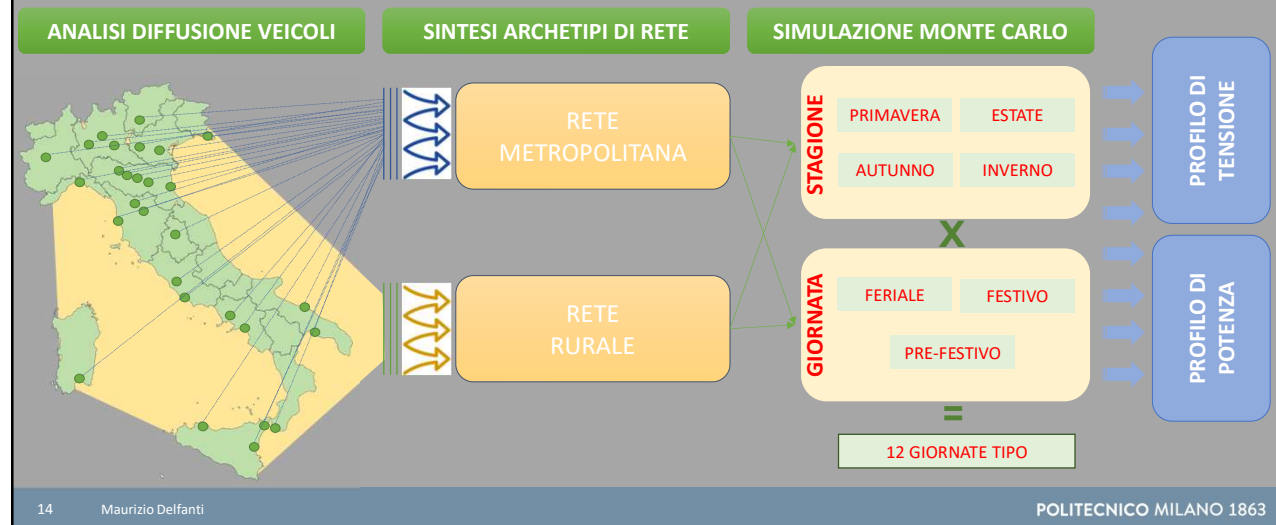 ANALISI DIFFUSIONE VEICOLI
SINTESI ARCHETIPI DI RETE
SIMULAZIONE MONTE CARLO
RETE
METROPOLITANA
RETE
RURALE
STAGIONE
PRIMAVERA
ESTATE
AUTUNNO
INVERNO
X
GIORNATA
FERIALE
FESTIVO
PRE-FESTIVO
=
12 GIORNATE TIPO
PROFILO DI
TENSIONE
PROFILO DI
POTENZA
14
Maurizio Delfanti
POLITECNICO MILANO 1863